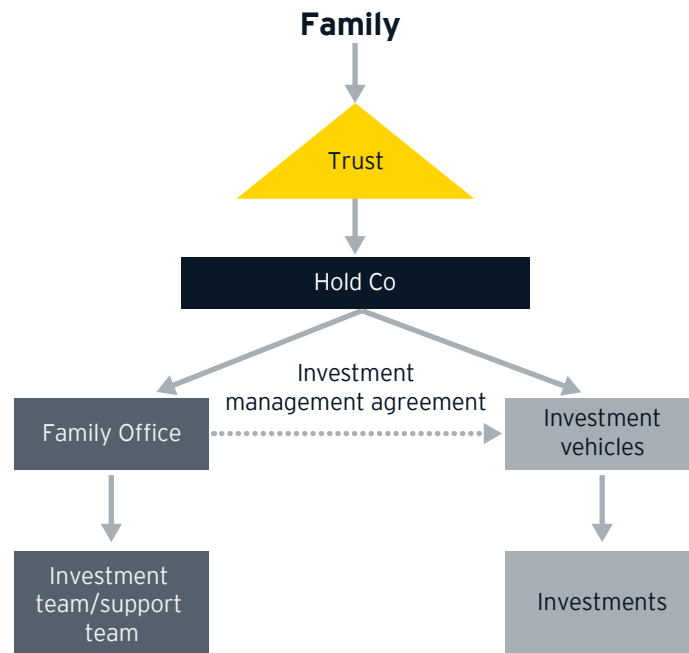 Family
Trust
Hold Co
Investment
management agreement
Family Office
Investment
vehicles
Investment
team/support
team
Investments